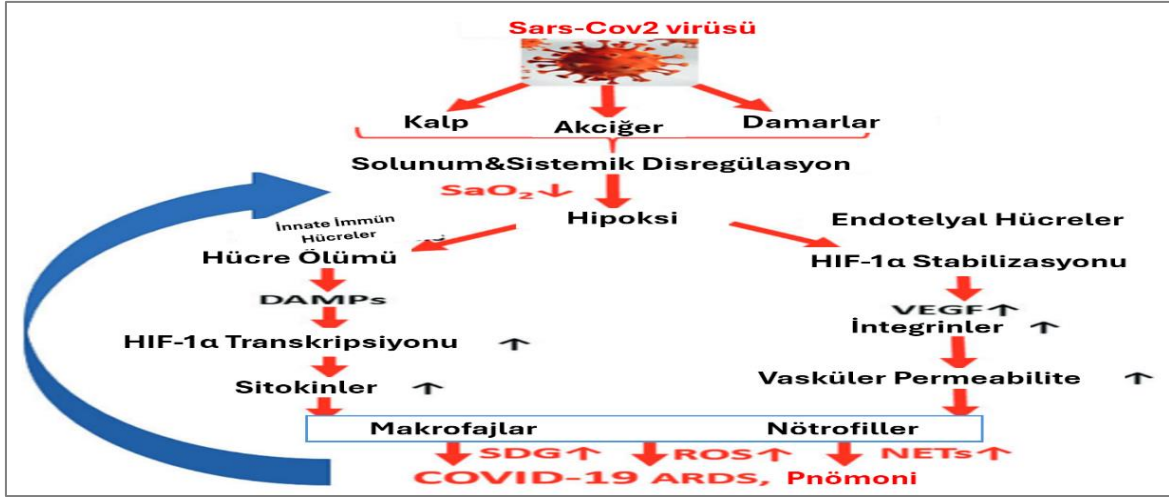 Sars-Cov2 virüsü
Kalp Akciğer Damarlar
Solunum&Sistemik Disregülasyon
SaO₂↓
Hipoksi
İnnate İmmün
Hücreler
Hücre Ölümü
DAMPs
HIF-1α Transkripsiyonu ↑
Sitokinler ↑
Endotelyal Hücreler
HIF-1α Stabilizasyonu
VEGF↑
İntegrinler ↑
Vasküler Permeabilite ↑
Makrofajlar Nötrofiller
SDG↑ ROS↑ NETs↑
COVID-19 ARDS, Pnömoni